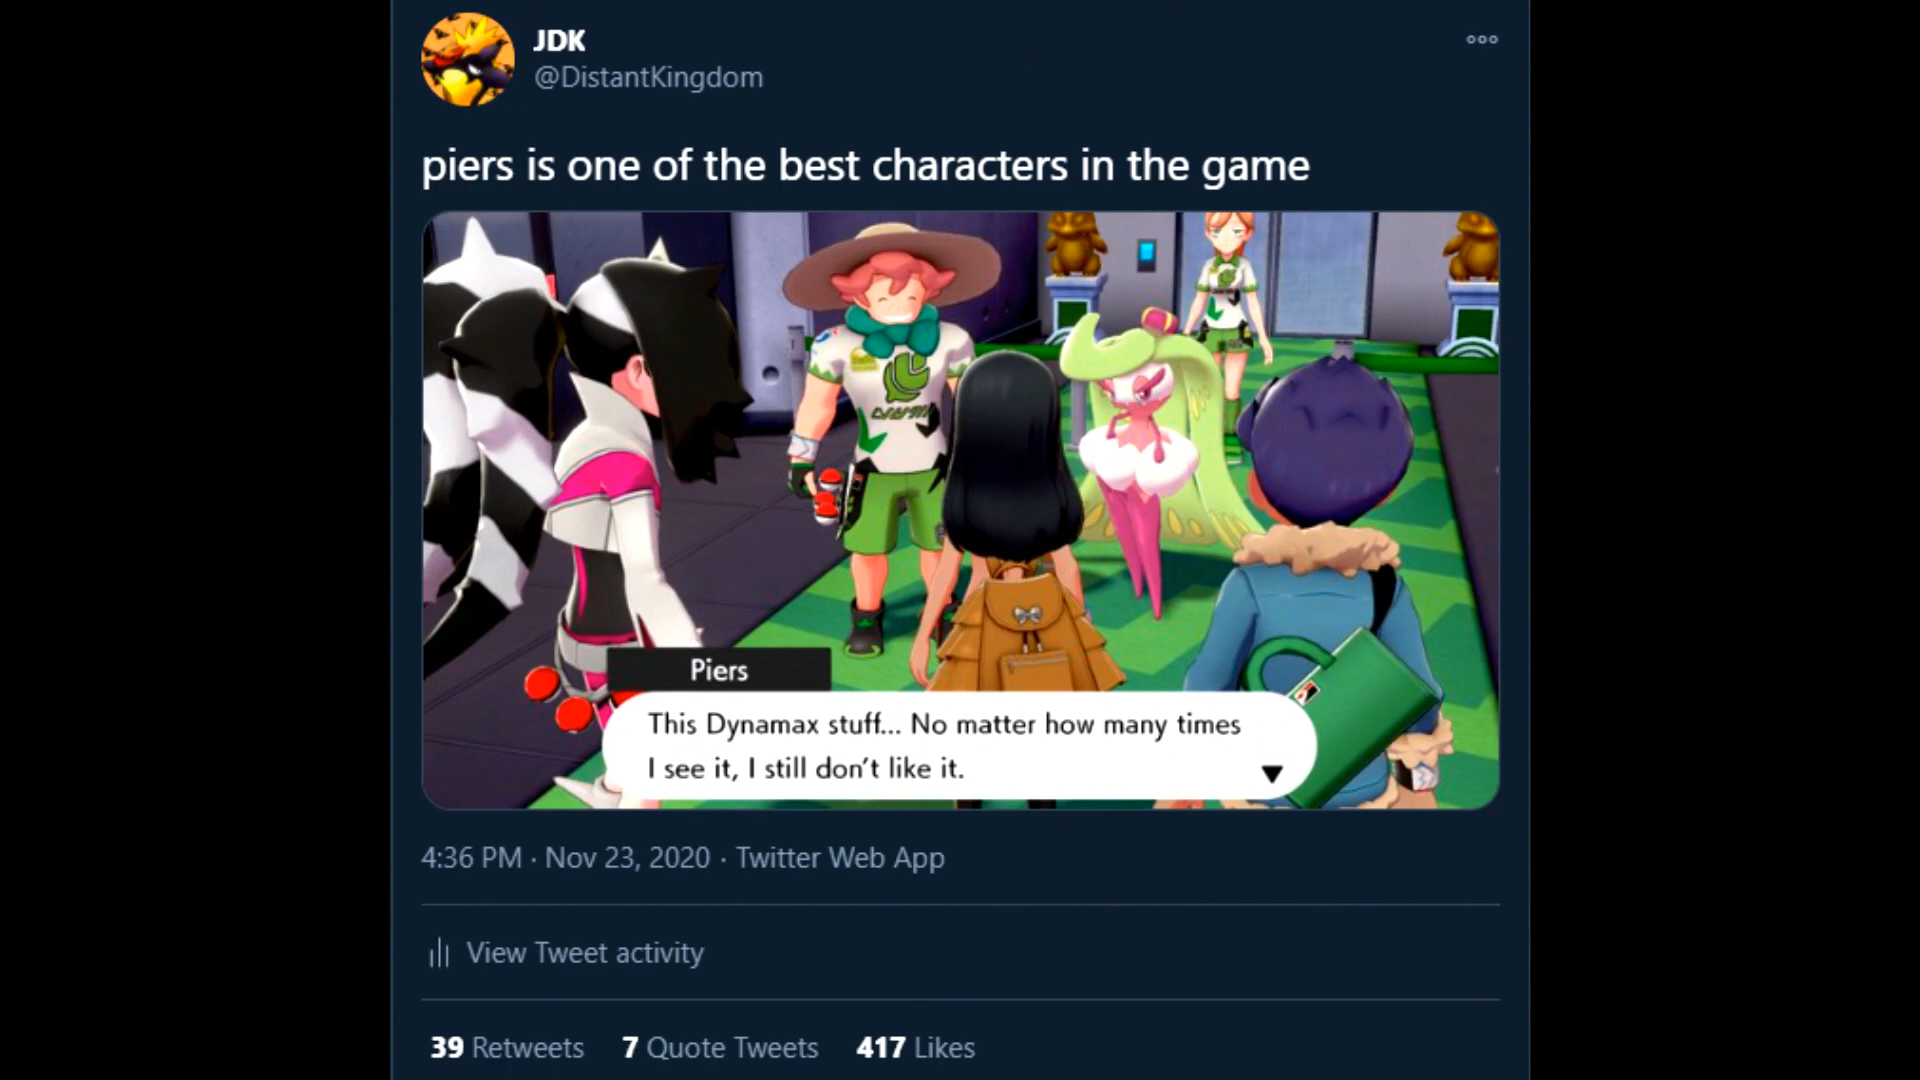 JDK
@DistantKingdom
piers is one of the best characters in the game
Piers
This Dynamax stuff... No matter how many times
I see it, I still don't like it.
4:36 PM · Nov 23, 2020 · Twitter Web App
View Tweet activity
39 Retweets 7 Quote Tweets 417 Likes